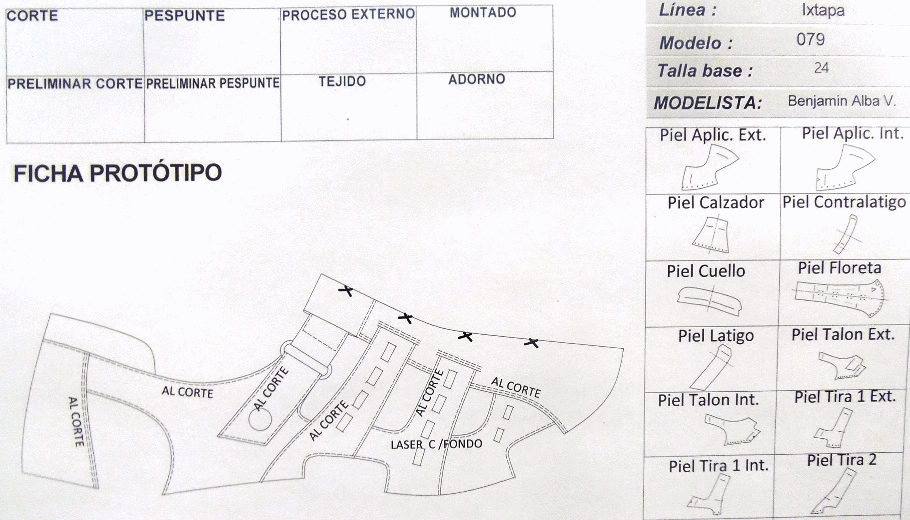 CORTE PESPUNTE PROCESO EXTERNO MONTADO
PRELIMINAR CORTE PRELIMINAR PESPUNTE TEJIDO ADORNO
FICHA PROTÓTIPO
Línea : Ixtapa
Modelo : 079
Talla base : 24
MODELISTA: Benjamin Alba V.
Piel Aplic. Ext. Piel Aplic. Int.
Piel Calzador Piel Contralatigo
Piel Cuello Piel Floreta
Piel Latigo Piel Talon Ext.
Piel Talon Int. Piel Tira 1 Ext.
Piel Tira 1 Int. Piel Tira 2
AL CORTE
AL CORTE
AL CORTE
AL CORTE
AL CORTE
AL CORTE
LASER C /FONDO